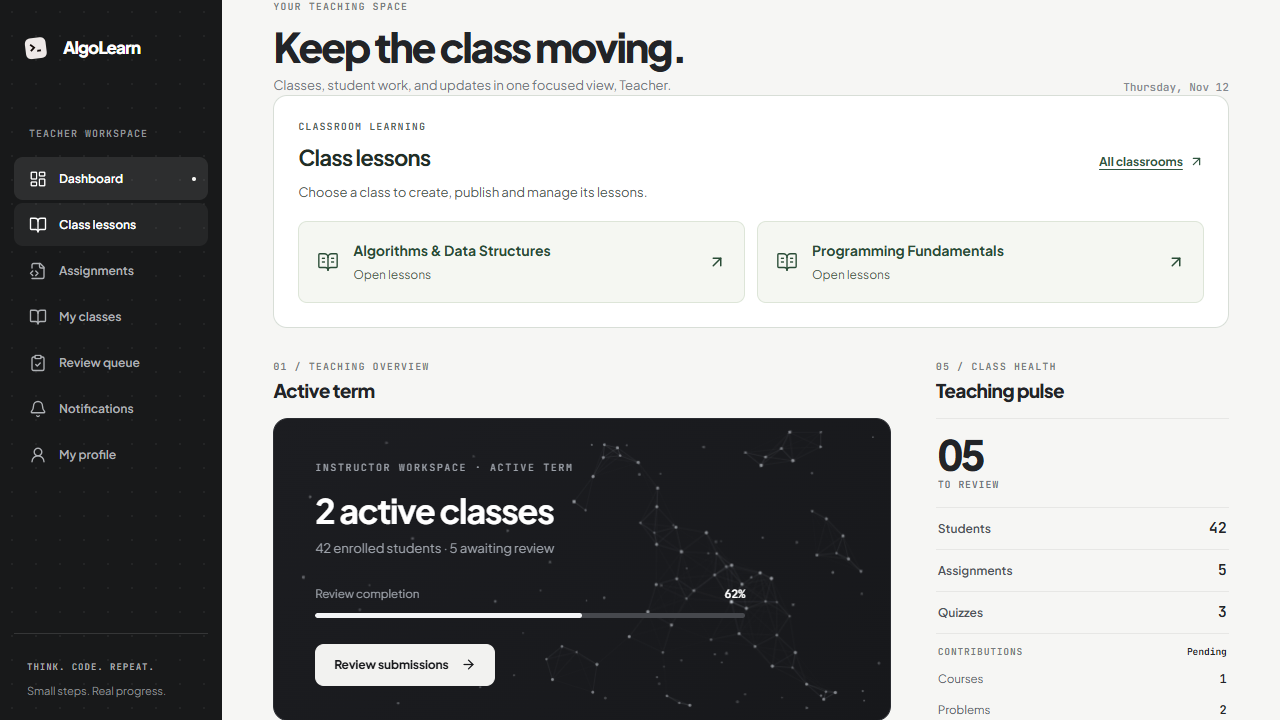 AlgoLearn
TEACHER WORKSPACE
Dashboard
Class lessons
Assignments
My classes
Review queue
Notifications
My profile
THINK. CODE. REPEAT.
Small steps. Real progress.
YOUR TEACHING SPACE
Keep the class moving.
Classes, student work, and updates in one focused view, Teacher.
Thursday, Nov 12
CLASSROOM LEARNING
Class lessons
All classrooms
Choose a class to create, publish and manage its lessons.
Algorithms & Data Structures
Open lessons
Programming Fundamentals
Open lessons
01 / TEACHING OVERVIEW
Active term
INSTRUCTOR WORKSPACE · ACTIVE TERM
2 active classes
42 enrolled students · 5 awaiting review
Review completion 62%
Review submissions
05 / CLASS HEALTH
Teaching pulse
05
TO REVIEW
Students 42
Assignments 5
Quizzes 3
CONTRIBUTIONS Pending
Courses 1
Problems 2